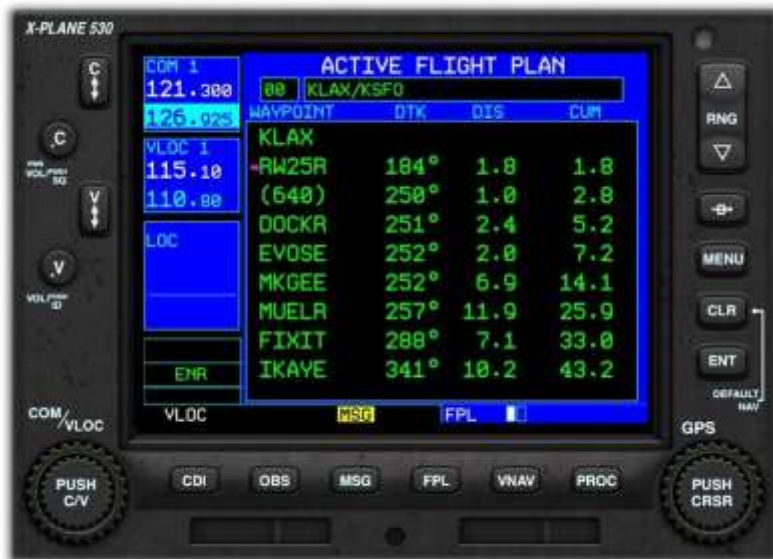 X-PLANE 530
C
COM 1
121.300
126.925
VLOC 1
115.10
110.80
LOC
ENR
ACTIVE FLIGHT PLAN
00 KLAX/KSFO
WAYPOINT DTK DIS CUM
KLAX
RW25R 184° 1.8 1.8
(640) 250° 1.0 2.8
DOCKR 251° 2.4 5.2
EVOSE 252° 2.0 7.2
MKGEE 252° 6.9 14.1
MUELR 257° 11.9 25.9
FIXIT 288° 7.1 33.0
IKAYE 341° 10.2 43.2
VLOC MSG FPL
C
V
V
VOL/PUSH ID
RNG
MENU
CLR
ENT
DEFAULT NAV
COM/VLOC
GPS
PUSH C/V
CDI OBS MSG FPL VNAV PROC
PUSH CRSR